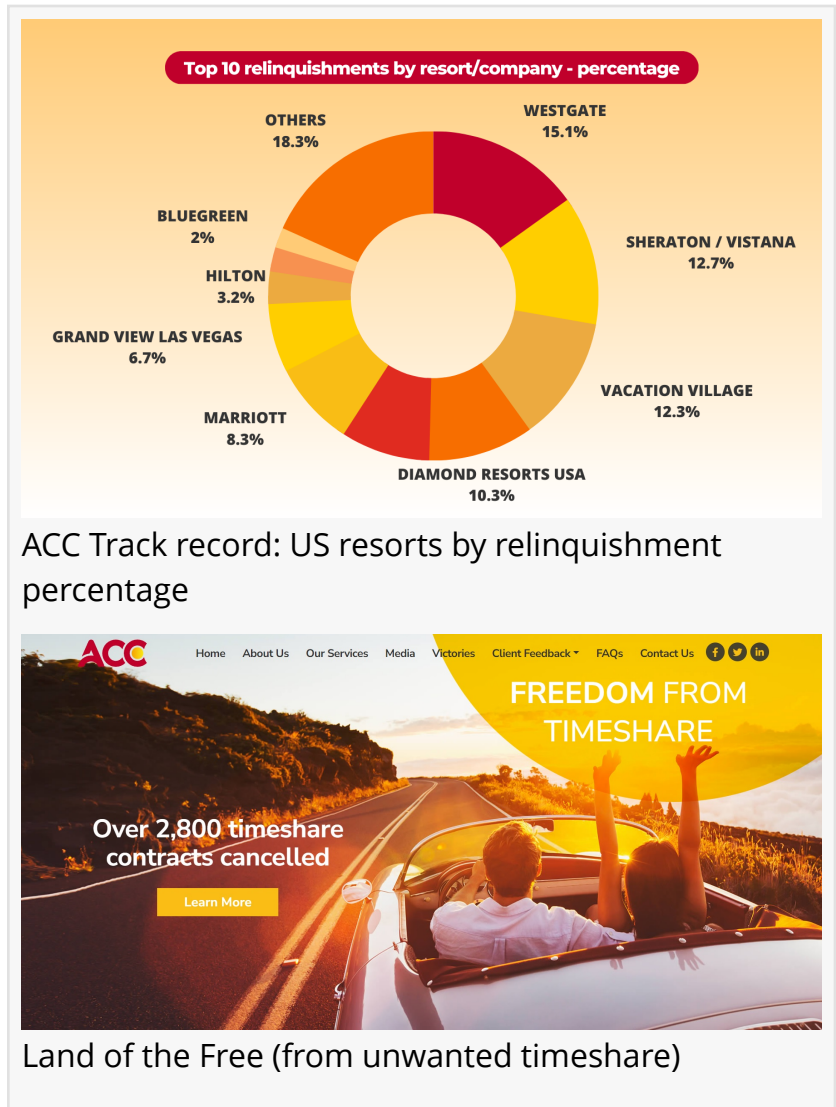 Top 10 relinquishments by resort/company - percentage
OTHERS
18.3%
WESTGATE
15.1%
BLUEGREEN
2%
SHERATON / VISTANA
12.7%
HILTON
3.2%
GRAND VIEW LAS VEGAS
6.7%
VACATION VILLAGE
12.3%
MARRIOTT
8.3%
DIAMOND RESORTS USA
10.3%
ACC Track record: US resorts by relinquishment
percentage
ACC
Home About Us Our Services Media Victories Client Feedback FAQs Contact Us f in
FREEDOM FROM
TIMESHARE
Over 2,800 timeshare
contracts cancelled
Learn More
Land of the Free (from unwanted timeshare)